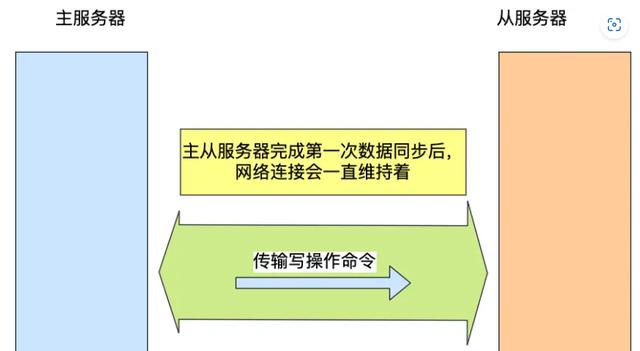 主服务器
从服务器
主从服务器完成第一次数据同步后，
网络连接会一直维持着
传输写操作命令